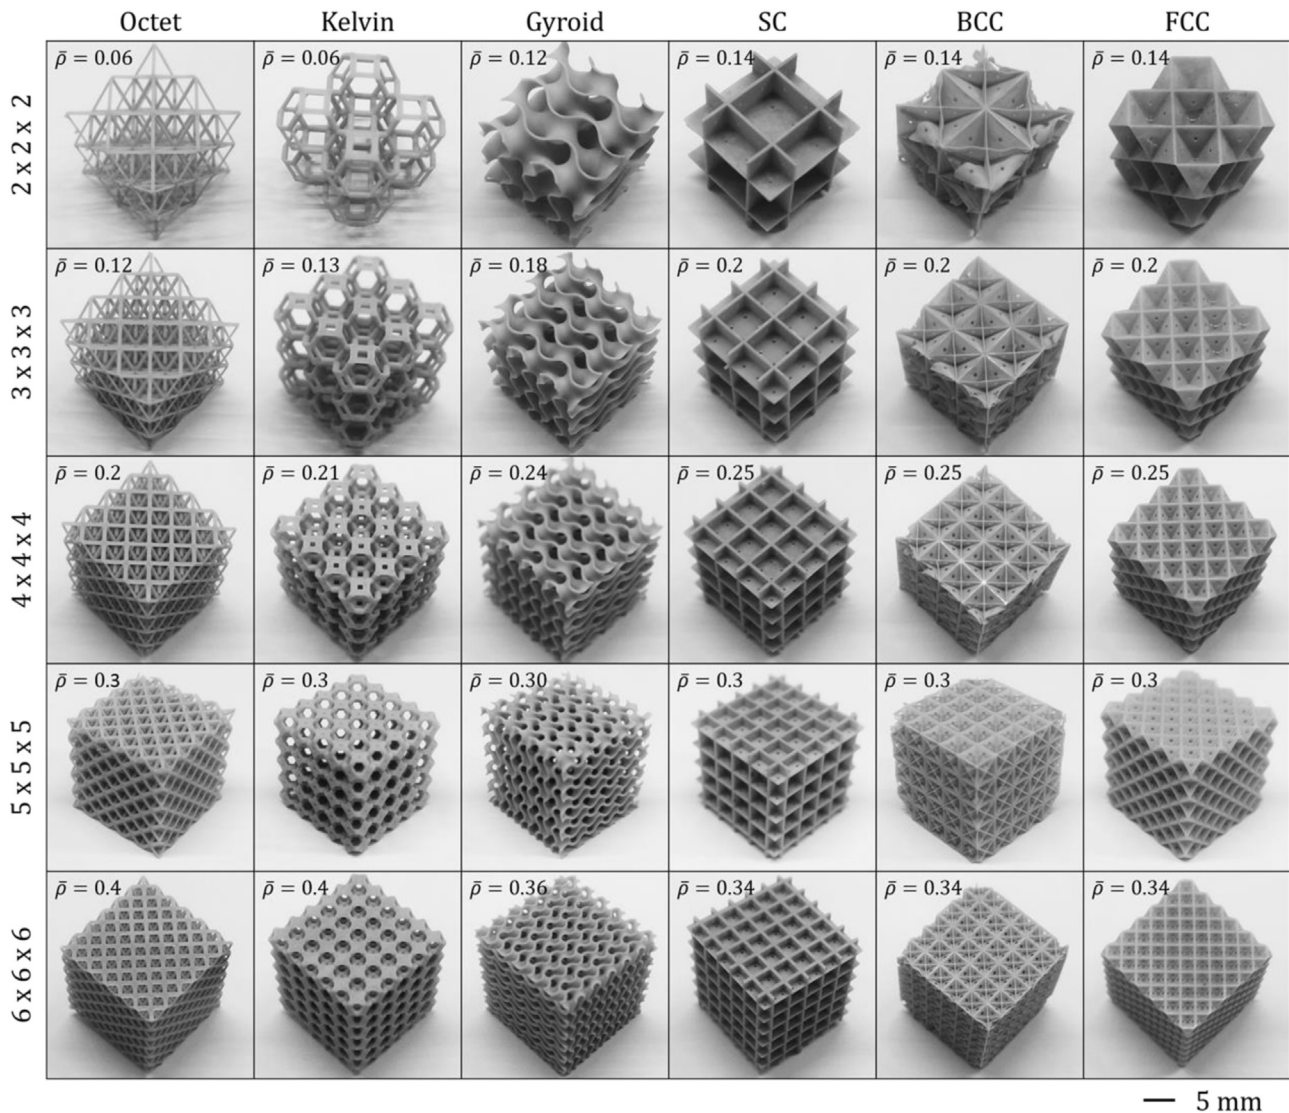 Octet Kelvin Gyroid SC BCC FCC
2 x 2 x 2
ρ̄ = 0.06 ρ̄ = 0.06 ρ̄ = 0.12 ρ̄ = 0.14 ρ̄ = 0.14 ρ̄ = 0.14
3 x 3 x 3
ρ̄ = 0.12 ρ̄ = 0.13 ρ̄ = 0.18 ρ̄ = 0.2 ρ̄ = 0.2 ρ̄ = 0.2
4 x 4 x 4
ρ̄ = 0.2 ρ̄ = 0.21 ρ̄ = 0.24 ρ̄ = 0.25 ρ̄ = 0.25 ρ̄ = 0.25
5 x 5 x 5
ρ̄ = 0.3 ρ̄ = 0.3 ρ̄ = 0.30 ρ̄ = 0.3 ρ̄ = 0.3 ρ̄ = 0.3
6 x 6 x 6
ρ̄ = 0.4 ρ̄ = 0.4 ρ̄ = 0.36 ρ̄ = 0.34 ρ̄ = 0.34 ρ̄ = 0.34
5 mm